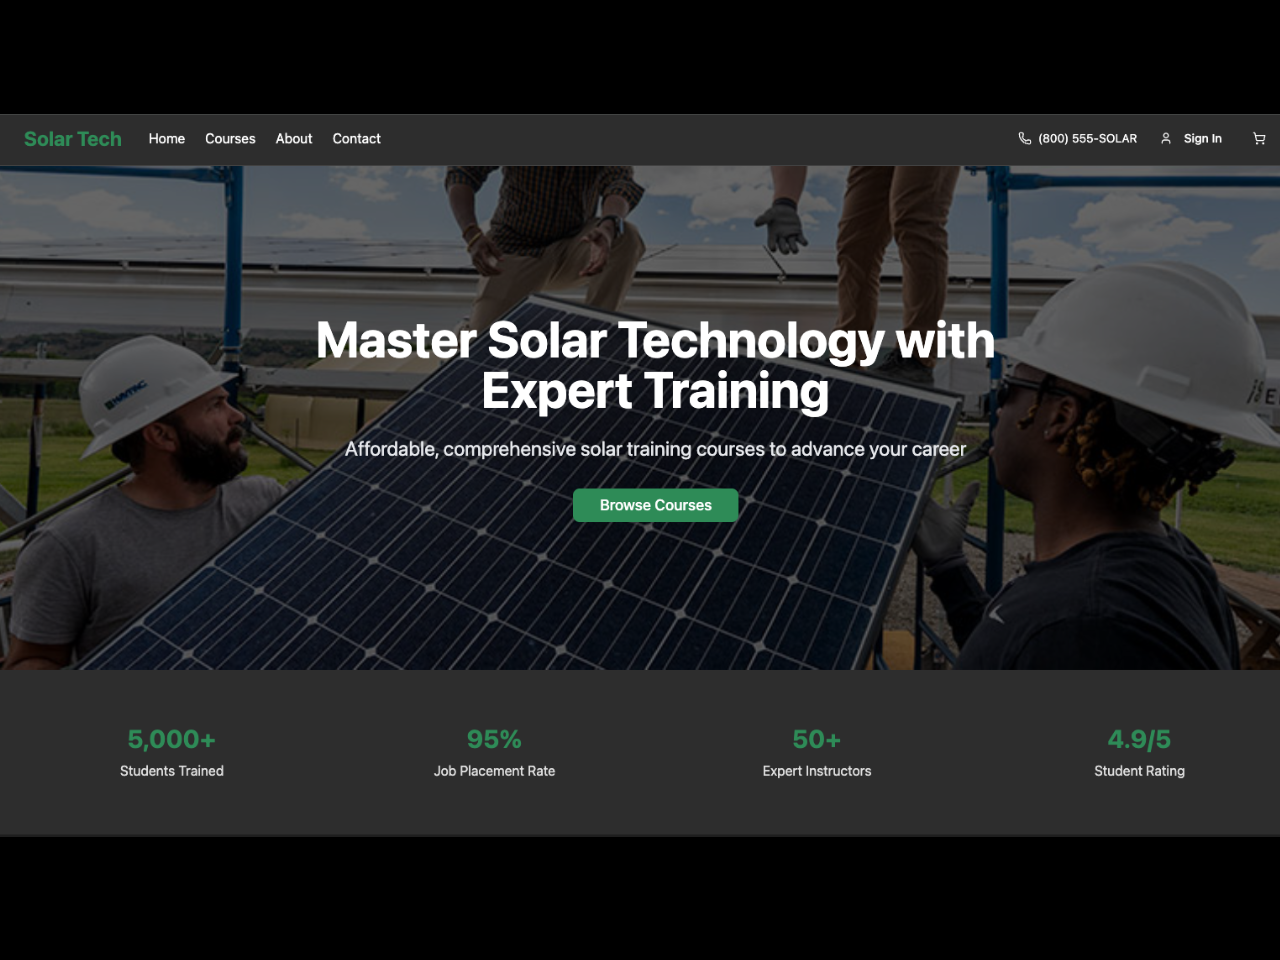 Solar Tech Home Courses About Contact (800) 555-SOLAR Sign In
Master Solar Technology with
Expert Training
Affordable, comprehensive solar training courses to advance your career
Browse Courses
5,000+ 95% 50+ 4.9/5
Students Trained Job Placement Rate Expert Instructors Student Rating